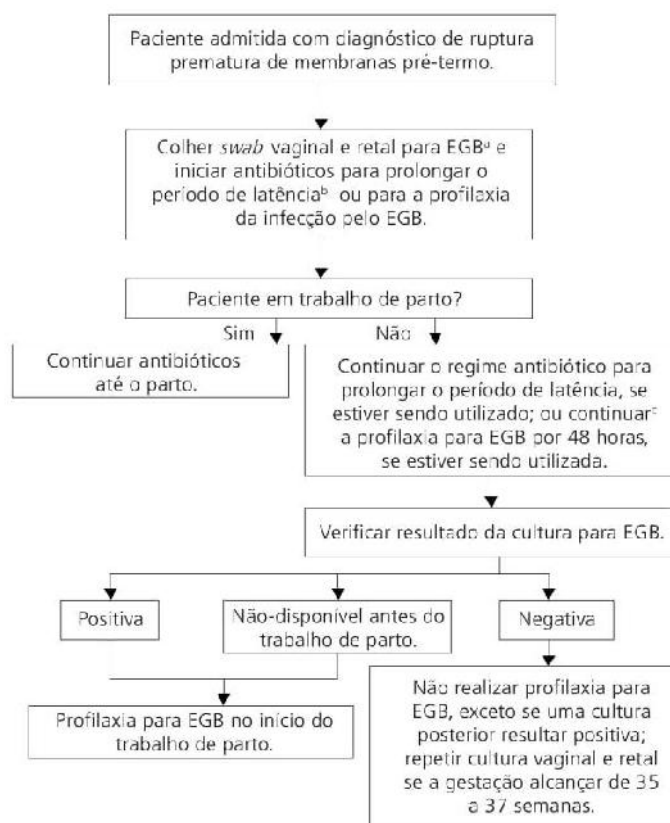 Paciente admitida com diagnóstico de ruptura
prematura de membranas pré-termo.
Colher swab vaginal e retal para EGBᵃ e
iniciar antibióticos para prolongar o
período de latênciaᵇ ou para a profilaxia
da infecção pelo EGB.
Paciente em trabalho de parto?
Sim
Não
Continuar antibióticos
até o parto.
Continuar o regime antibiótico para
prolongar o período de latência, se
estiver sendo utilizado; ou continuarᶜ
a profilaxia para EGB por 48 horas,
se estiver sendo utilizada.
Verificar resultado da cultura para EGB.
Positiva
Não-disponível antes do
trabalho de parto.
Negativa
Profilaxia para EGB no início do
trabalho de parto.
Não realizar profilaxia para
EGB, exceto se uma cultura
posterior resultar positiva;
repetir cultura vaginal e retal
se a gestação alcançar de 35
a 37 semanas.